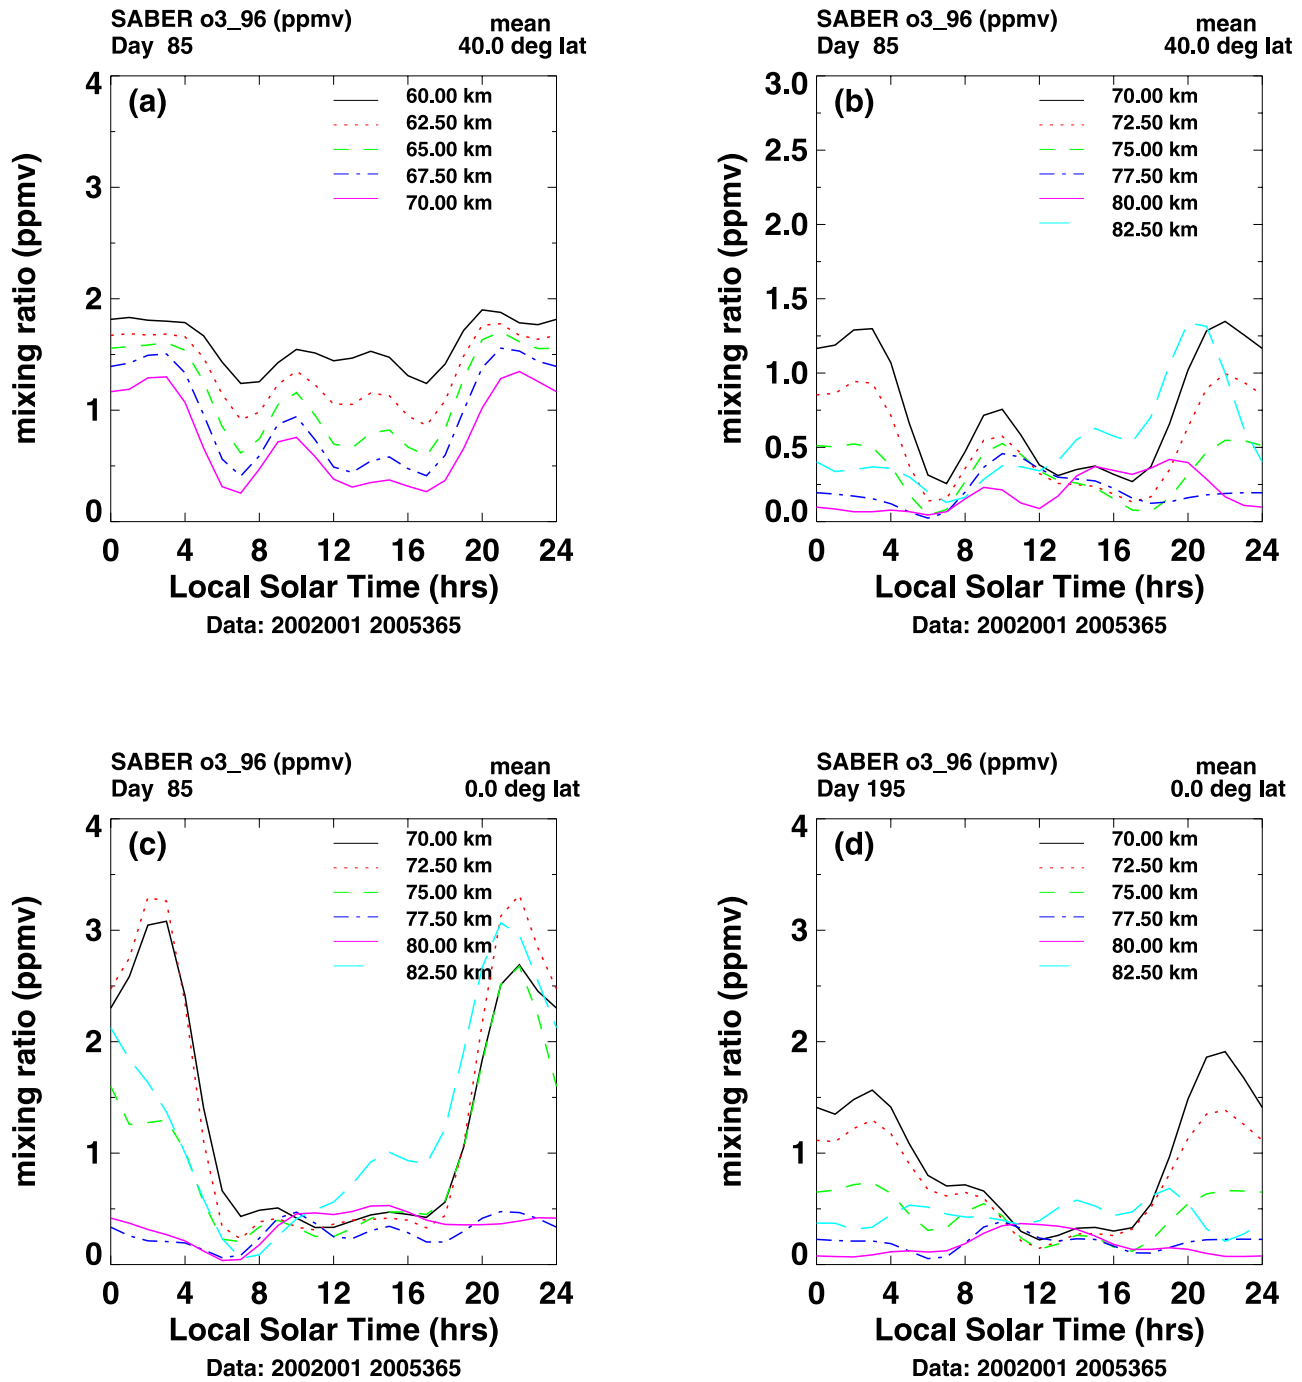 SABER o3_96 (ppmv) mean
Day  85 40.0 deg lat
(a)
60.00 km
62.50 km
65.00 km
67.50 km
70.00 km
4
3
2
1
0
mixing ratio (ppmv)
0 4 8 12 16 20 24
Local Solar Time (hrs)
Data: 2002001 2005365
SABER o3_96 (ppmv) mean
Day  85 40.0 deg lat
(b)
70.00 km
72.50 km
75.00 km
77.50 km
80.00 km
82.50 km
3.0
2.5
2.0
1.5
1.0
0.5
0.0
mixing ratio (ppmv)
0 4 8 12 16 20 24
Local Solar Time (hrs)
Data: 2002001 2005365
SABER o3_96 (ppmv) mean
Day  85 0.0 deg lat
(c)
70.00 km
72.50 km
75.00 km
77.50 km
80.00 km
82.50 km
4
3
2
1
0
mixing ratio (ppmv)
0 4 8 12 16 20 24
Local Solar Time (hrs)
Data: 2002001 2005365
SABER o3_96 (ppmv) mean
Day 195 0.0 deg lat
(d)
70.00 km
72.50 km
75.00 km
77.50 km
80.00 km
82.50 km
4
3
2
1
0
mixing ratio (ppmv)
0 4 8 12 16 20 24
Local Solar Time (hrs)
Data: 2002001 2005365